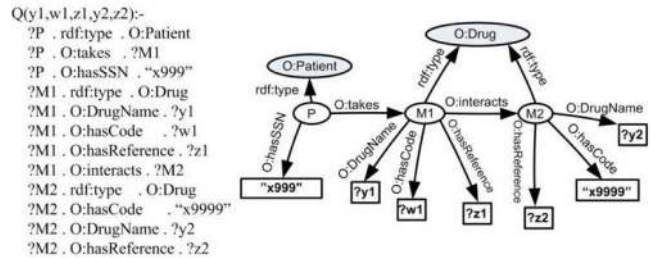 Q(y1,w1,z1,y2,z2):-
?P . rdf:type . O:Patient
?P . O:takes . ?M1
?P . O:hasSSN . “x999”
?M1 . rdf:type . O:Drug
?M1 . O:DrugName . ?y1
?M1 . O:hasCode . ?w1
?M1 . O:hasReference . ?z1
?M1 . O:interacts . ?M2
?M2 . rdf:type . O:Drug
?M2 . O:hasCode . “x9999”
?M2 . O:DrugName . ?y2
?M2 . O:hasReference . ?z2
O:Drug
O:Patient
rdf:type
rdf:type
rdf:type
P
O:takes
M1
O:interacts
M2
O:DrugName
?y2
O:hasSSN
O:DrugName
O:hasCode
O:hasReference
O:hasReference
O:hasCode
"x999"
?y1
?w1
?z1
?z2
"x9999"